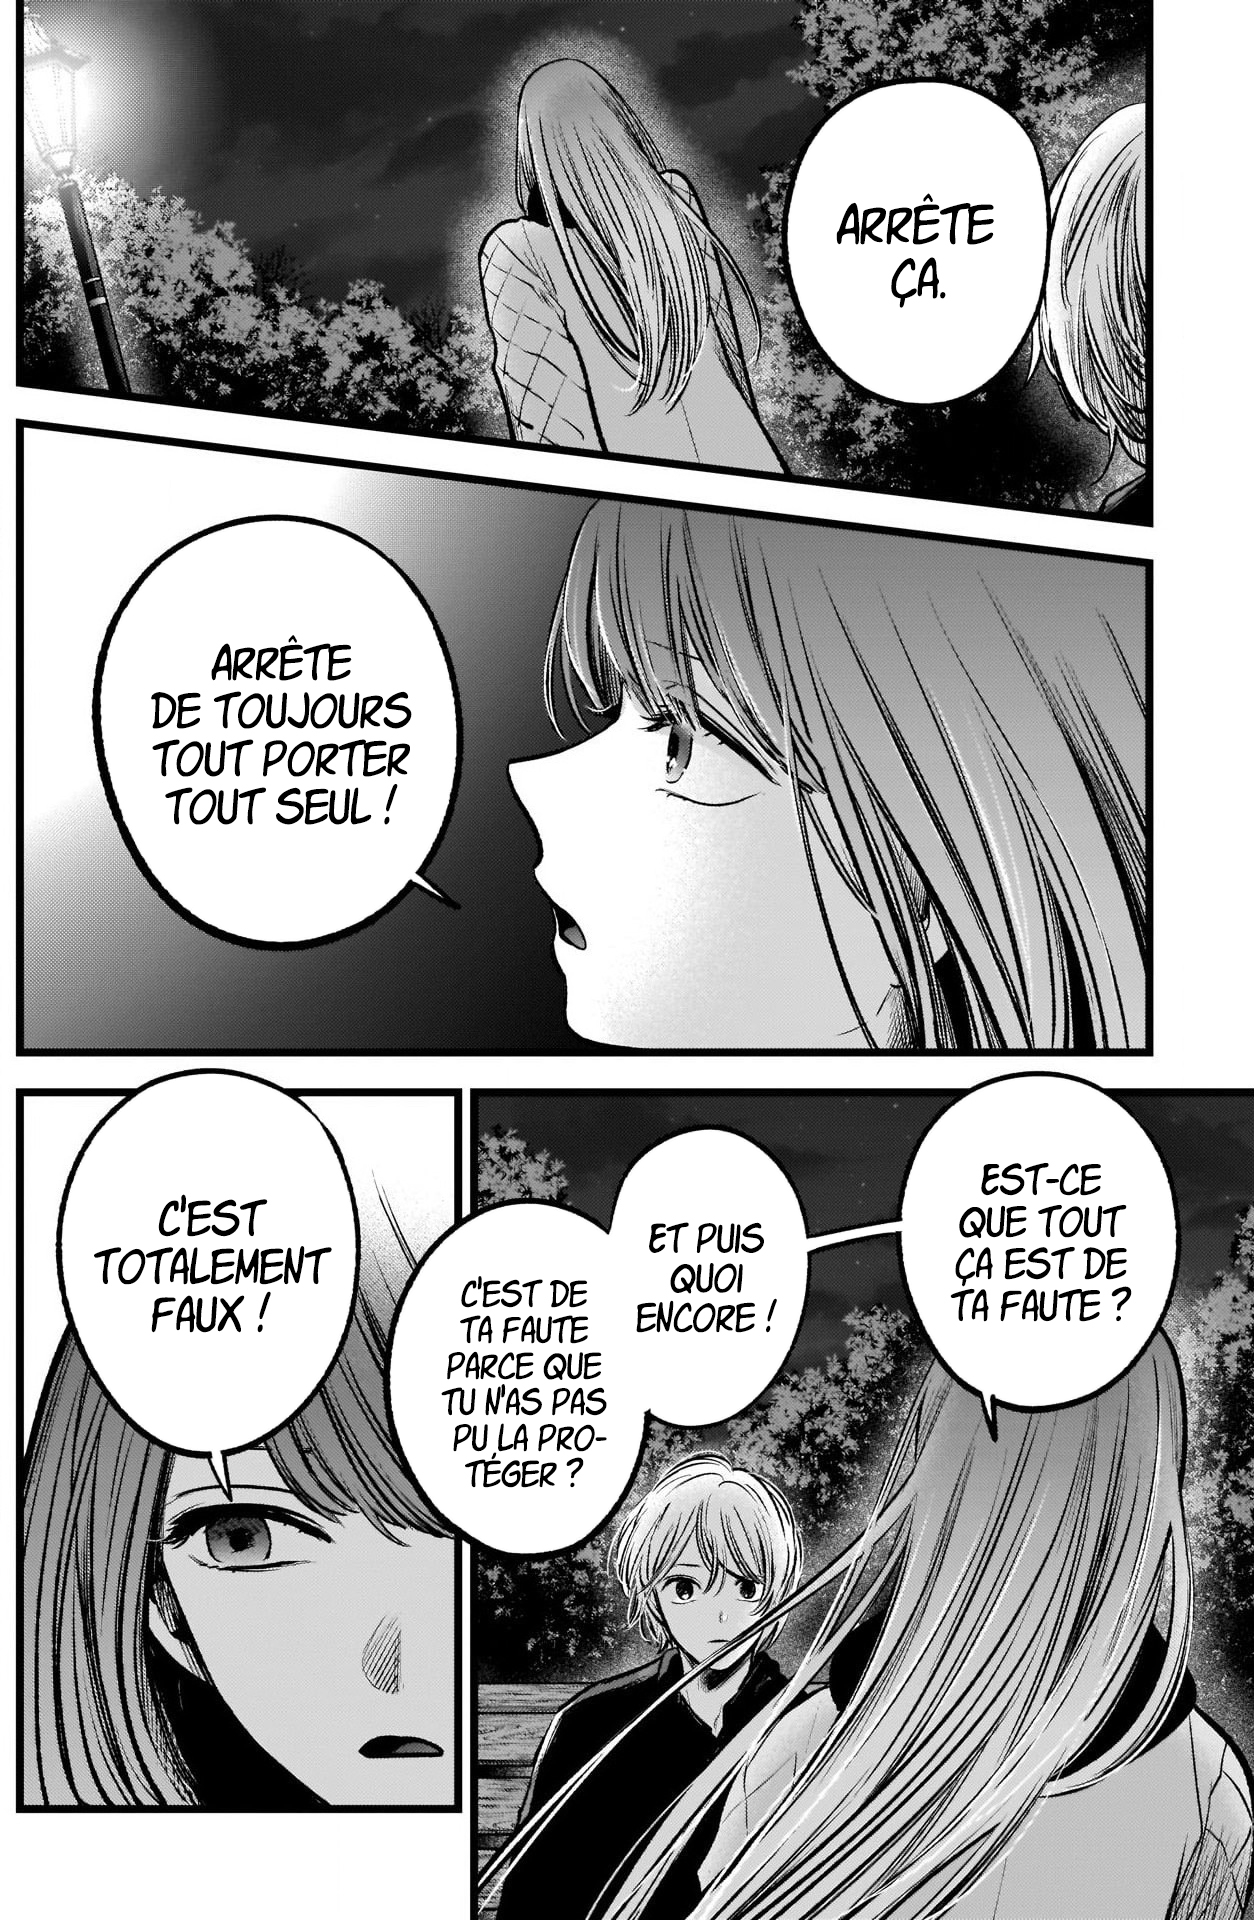 ARRÊTE
ÇA.
ARRÊTE
DE TOUJOURS
TOUT PORTER
TOUT SEUL !
EST-CE
QUE TOUT
ÇA EST DE
TA FAUTE ?
ET PUIS
QUOI
ENCORE !
C'EST DE
TA FAUTE
PARCE QUE
TU N'AS PAS
PU LA PRO-
TÉGER ?
C'EST
TOTALEMENT
FAUX !